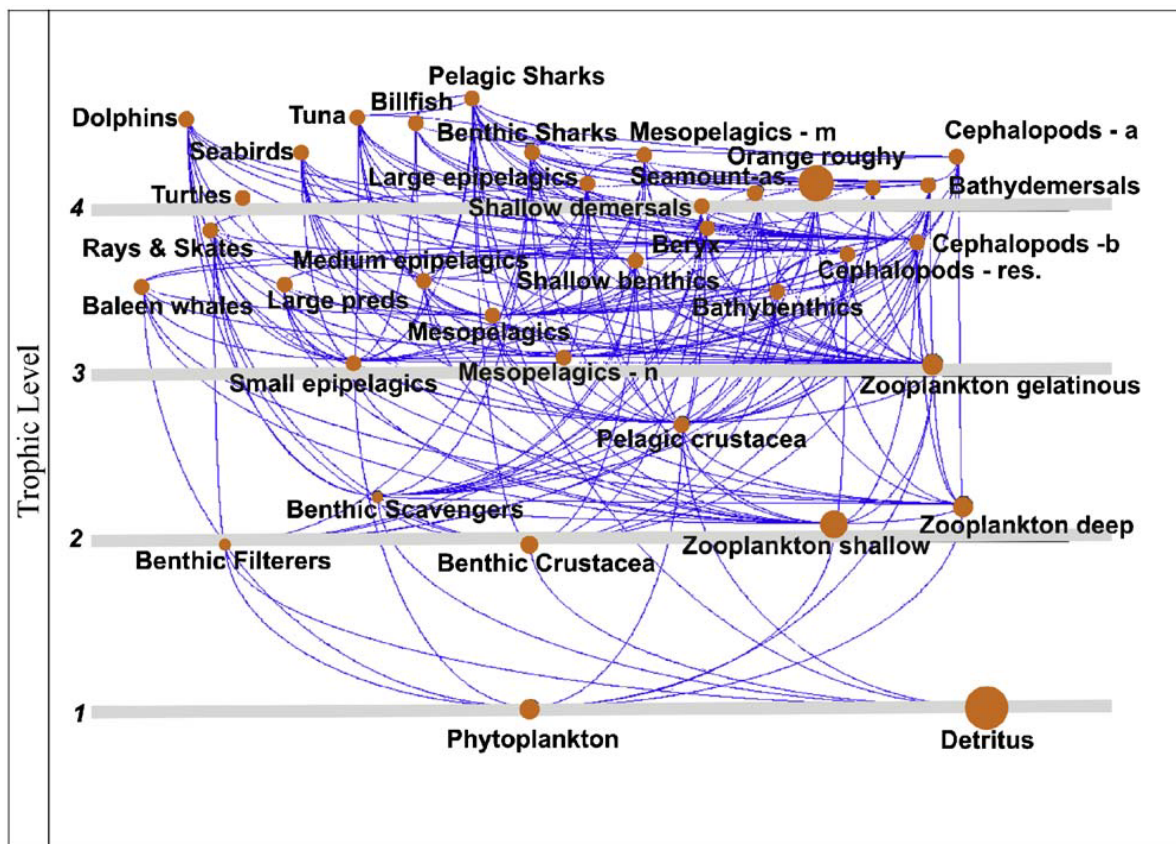 Trophic Level
Pelagic Sharks
Dolphins
Tuna
Billfish
Benthic Sharks
Mesopelagics - m
Cephalopods - a
Seabirds
Orange roughy
Large epipelagics
Seamount-as.
Turtles
Bathydemersals
4
Shallow demersals
Rays & Skates
Beryx
Cephalopods -b
Medium epipelagics
Shallow benthics
Cephalopods - res.
Baleen whales
Large preds
Bathybenthics
Mesopelagics
3
Small epipelagics
Mesopelagics - n
Zooplankton gelatinous
Pelagic crustacea
Benthic Scavengers
Zooplankton deep
2
Zooplankton shallow
Benthic Filterers
Benthic Crustacea
1
Phytoplankton
Detritus